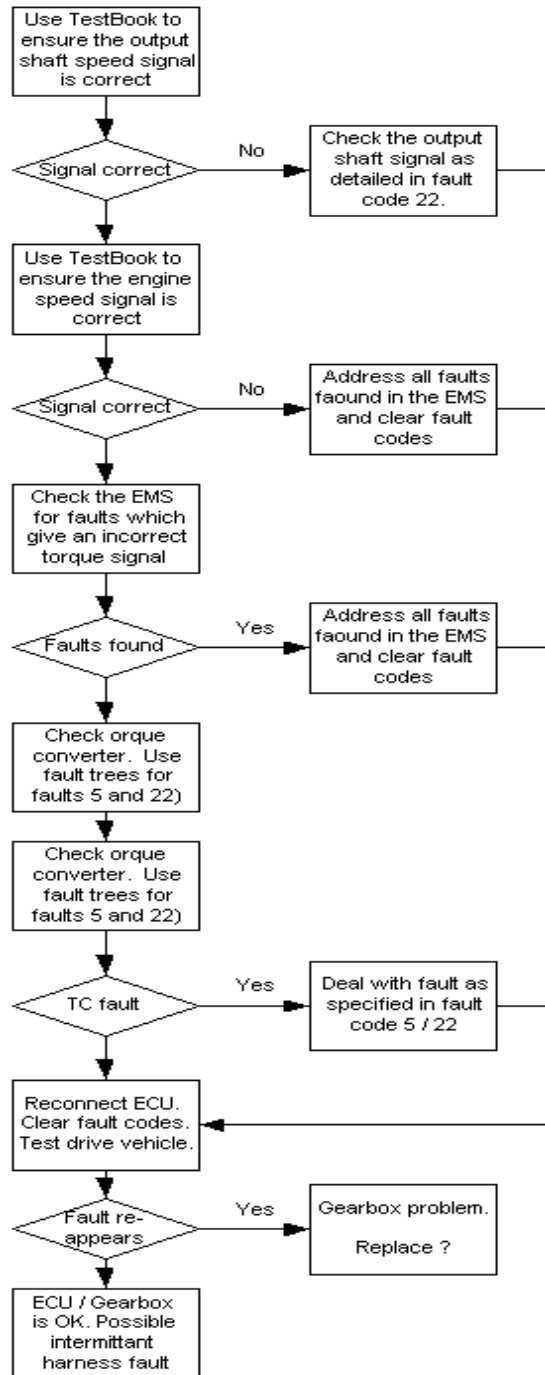 Use TestBook to
ensure the output
shaft speed signal
is correct
Signal correct
No
Check the output
shaft signal as
detailed in fault
code 22.
Use TestBook to
ensure the engine
speed signal is
correct
Signal correct
No
Address all faults
faound in the EMS
and clear fault
codes
Check the EMS
for faults which
give an incorrect
torque signal
Faults found
Yes
Address all faults
faound in the EMS
and clear fault
codes
Check orque
converter. Use
fault trees for
faults 5 and 22)
Check orque
converter. Use
fault trees for
faults 5 and 22)
TC fault
Yes
Deal with fault as
specified in fault
code 5 / 22
Reconnect ECU.
Clear fault codes.
Test drive vehicle.
Fault re-
appears
Yes
Gearbox problem.
Replace ?
ECU / Gearbox
is OK. Possible
intermittant
harness fault